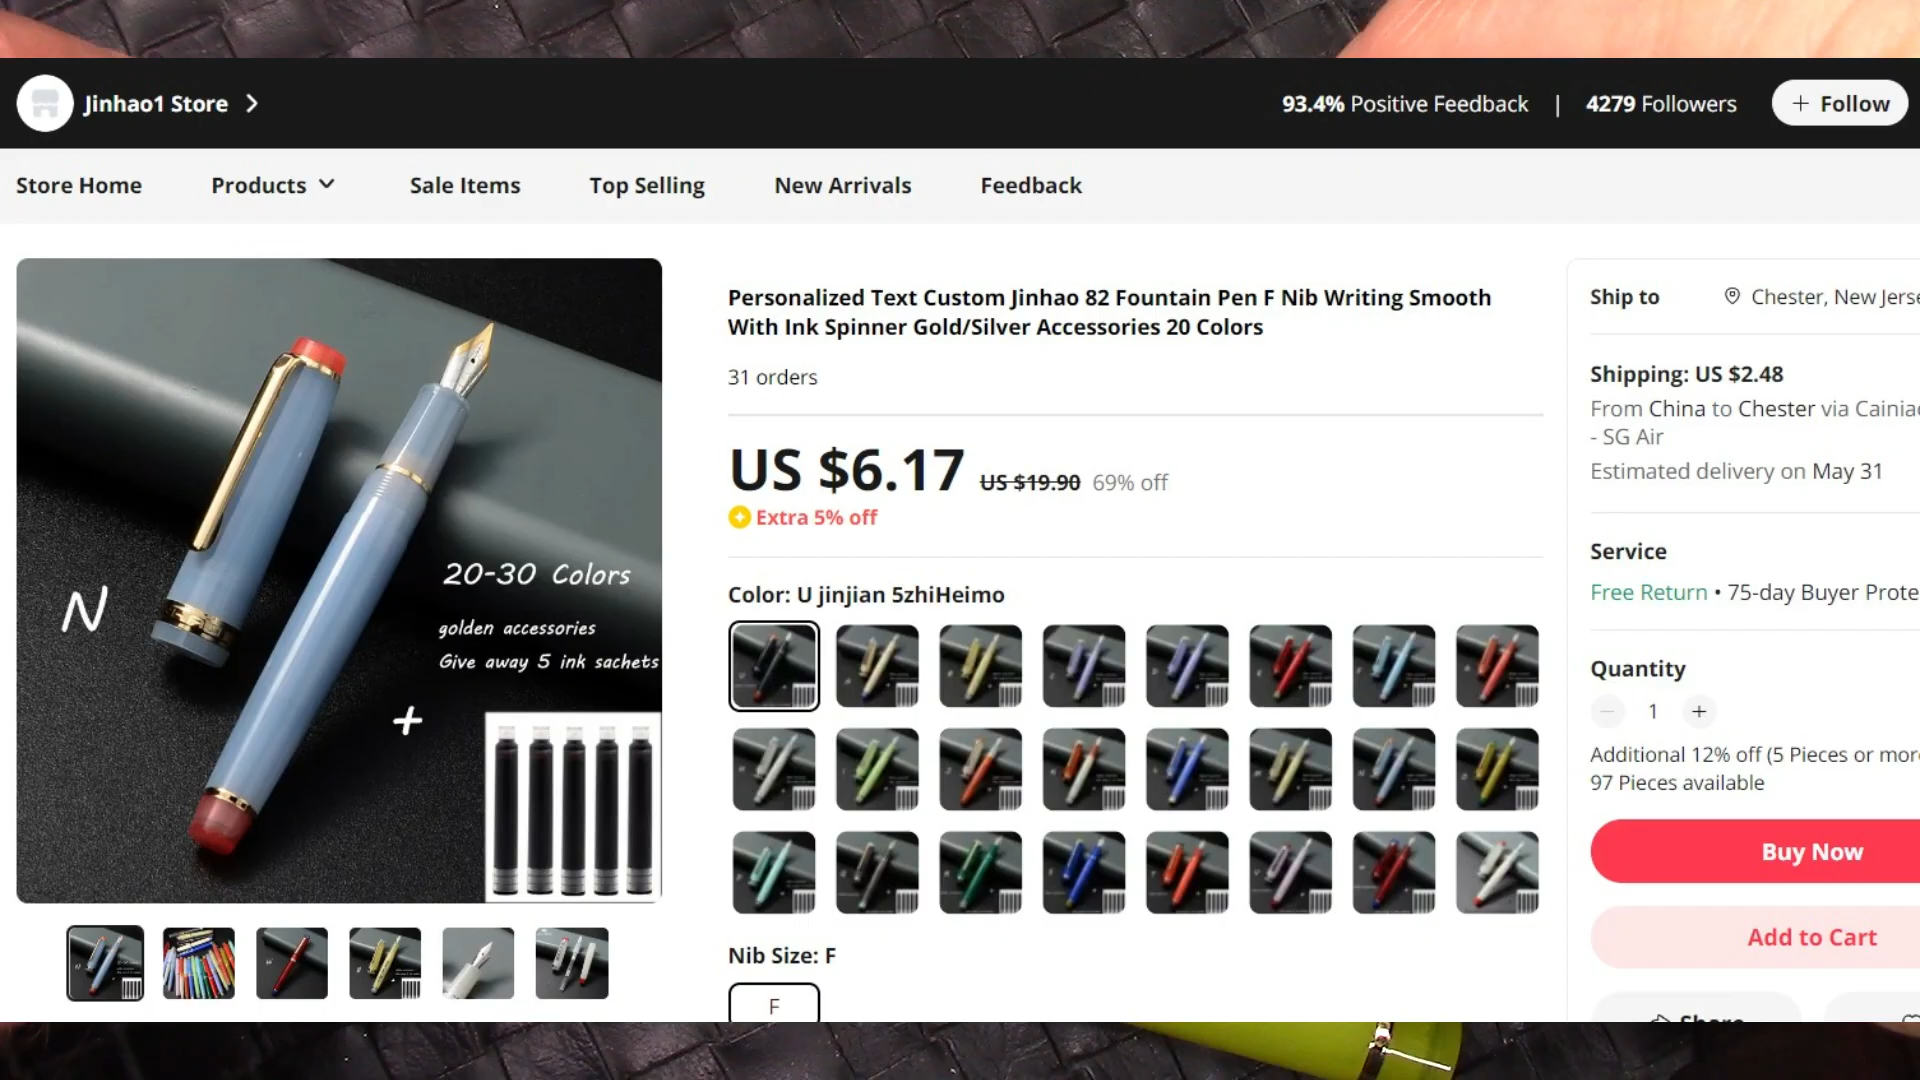 Jinhao1 Store
93.4% Positive Feedback | 4279 Followers
+ Follow
Store Home Products Sale Items Top Selling New Arrivals Feedback
N
20-30 Colors
golden accessories
Give away 5 ink sachets
+
Personalized Text Custom Jinhao 82 Fountain Pen F Nib Writing Smooth
With Ink Spinner Gold/Silver Accessories 20 Colors
31 orders
US $6.17 US $19.90 69% off
Extra 5% off
Color: U jinjian 5zhiHeimo
Nib Size: F
F
Ship to Chester, New Jerse
Shipping: US $2.48
From China to Chester via Cainiao
- SG Air
Estimated delivery on May 31
Service
Free Return • 75-day Buyer Prote
Quantity
1 +
Additional 12% off (5 Pieces or mor
97 Pieces available
Buy Now
Add to Cart
Share